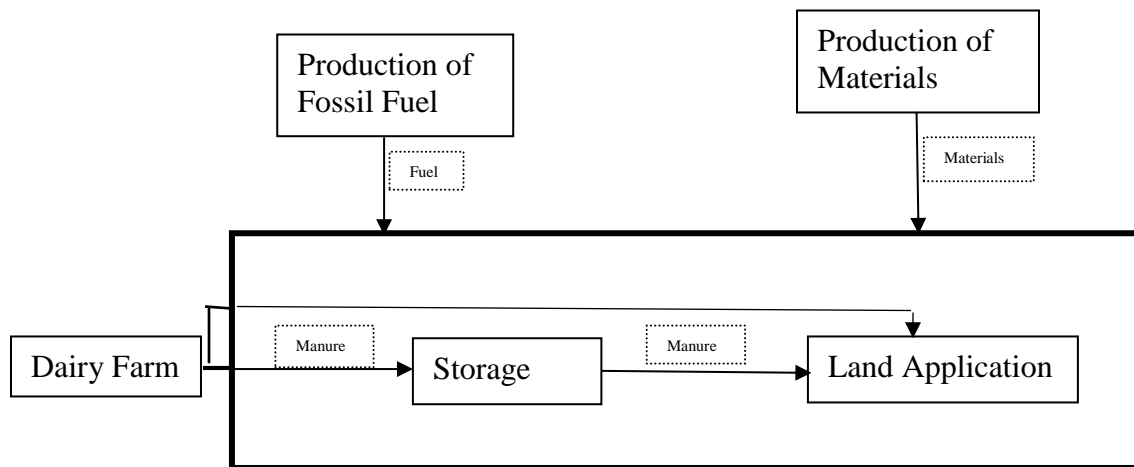 Production of
Fossil Fuel
Production of
Materials
Fuel
Materials
Manure
Manure
Dairy Farm
Storage
Land Application